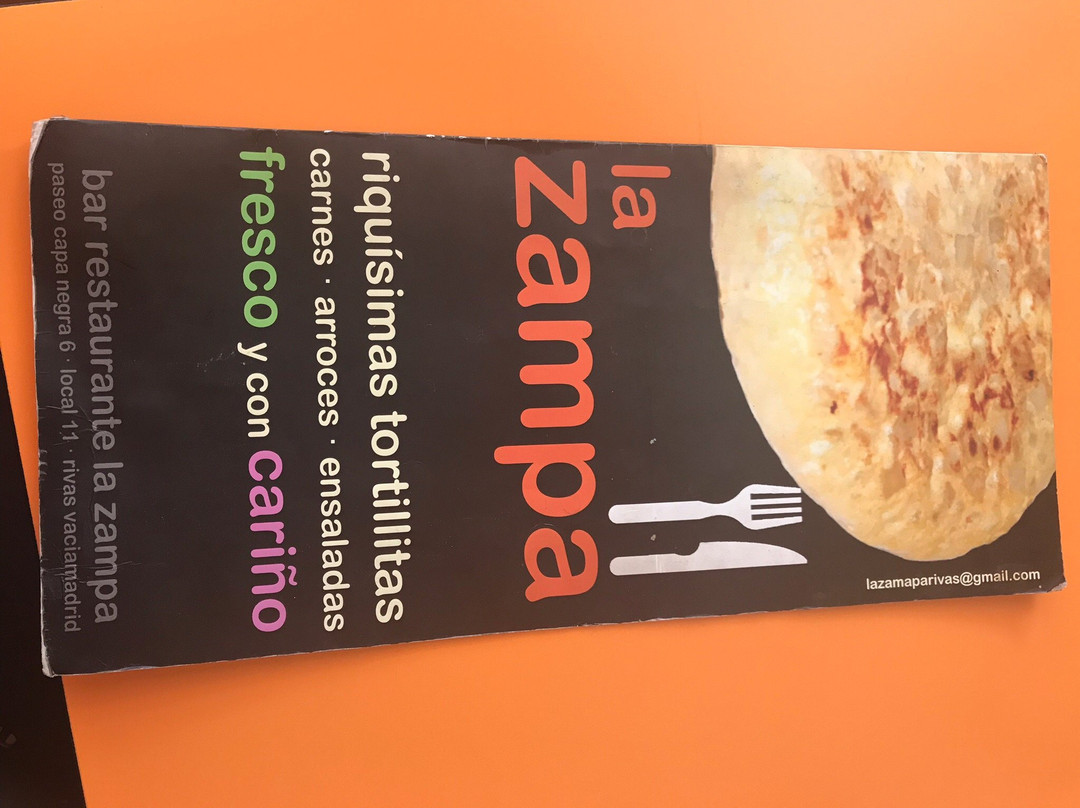 lazamaparivas@gmail.com
la
zampa
riquísimas tortillitas
carnes · arroces · ensaladas
fresco y con cariño
bar restaurante la zampa
paseo capa negra 6 · local 11 · rivas vaciamadrid